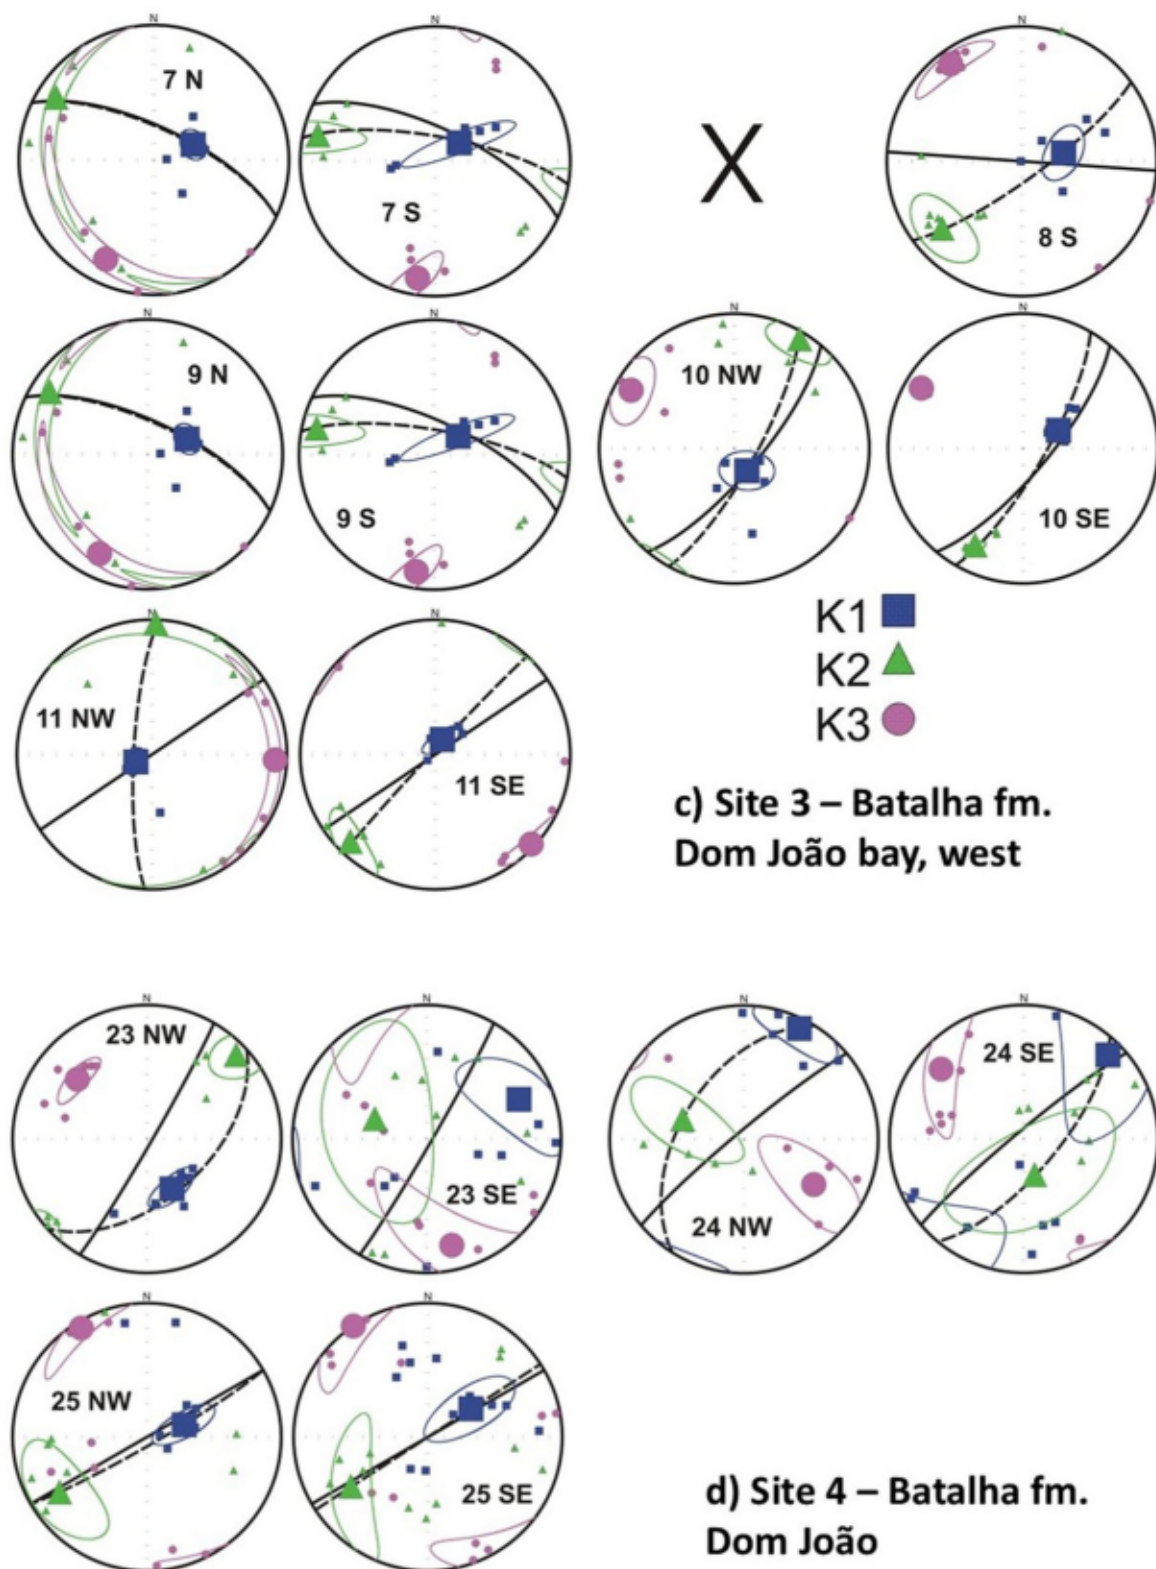 N
N
N
7 N
7 S
X
8 S
N
N
N
N
9 N
9 S
10 NW
10 SE
N
N
11 NW
11 SE
K1
K2
K3
c) Site 3 – Batalha fm.
Dom João bay, west
N
N
N
N
23 NW
23 SE
24 NW
24 SE
N
N
25 NW
25 SE
d) Site 4 – Batalha fm.
Dom João